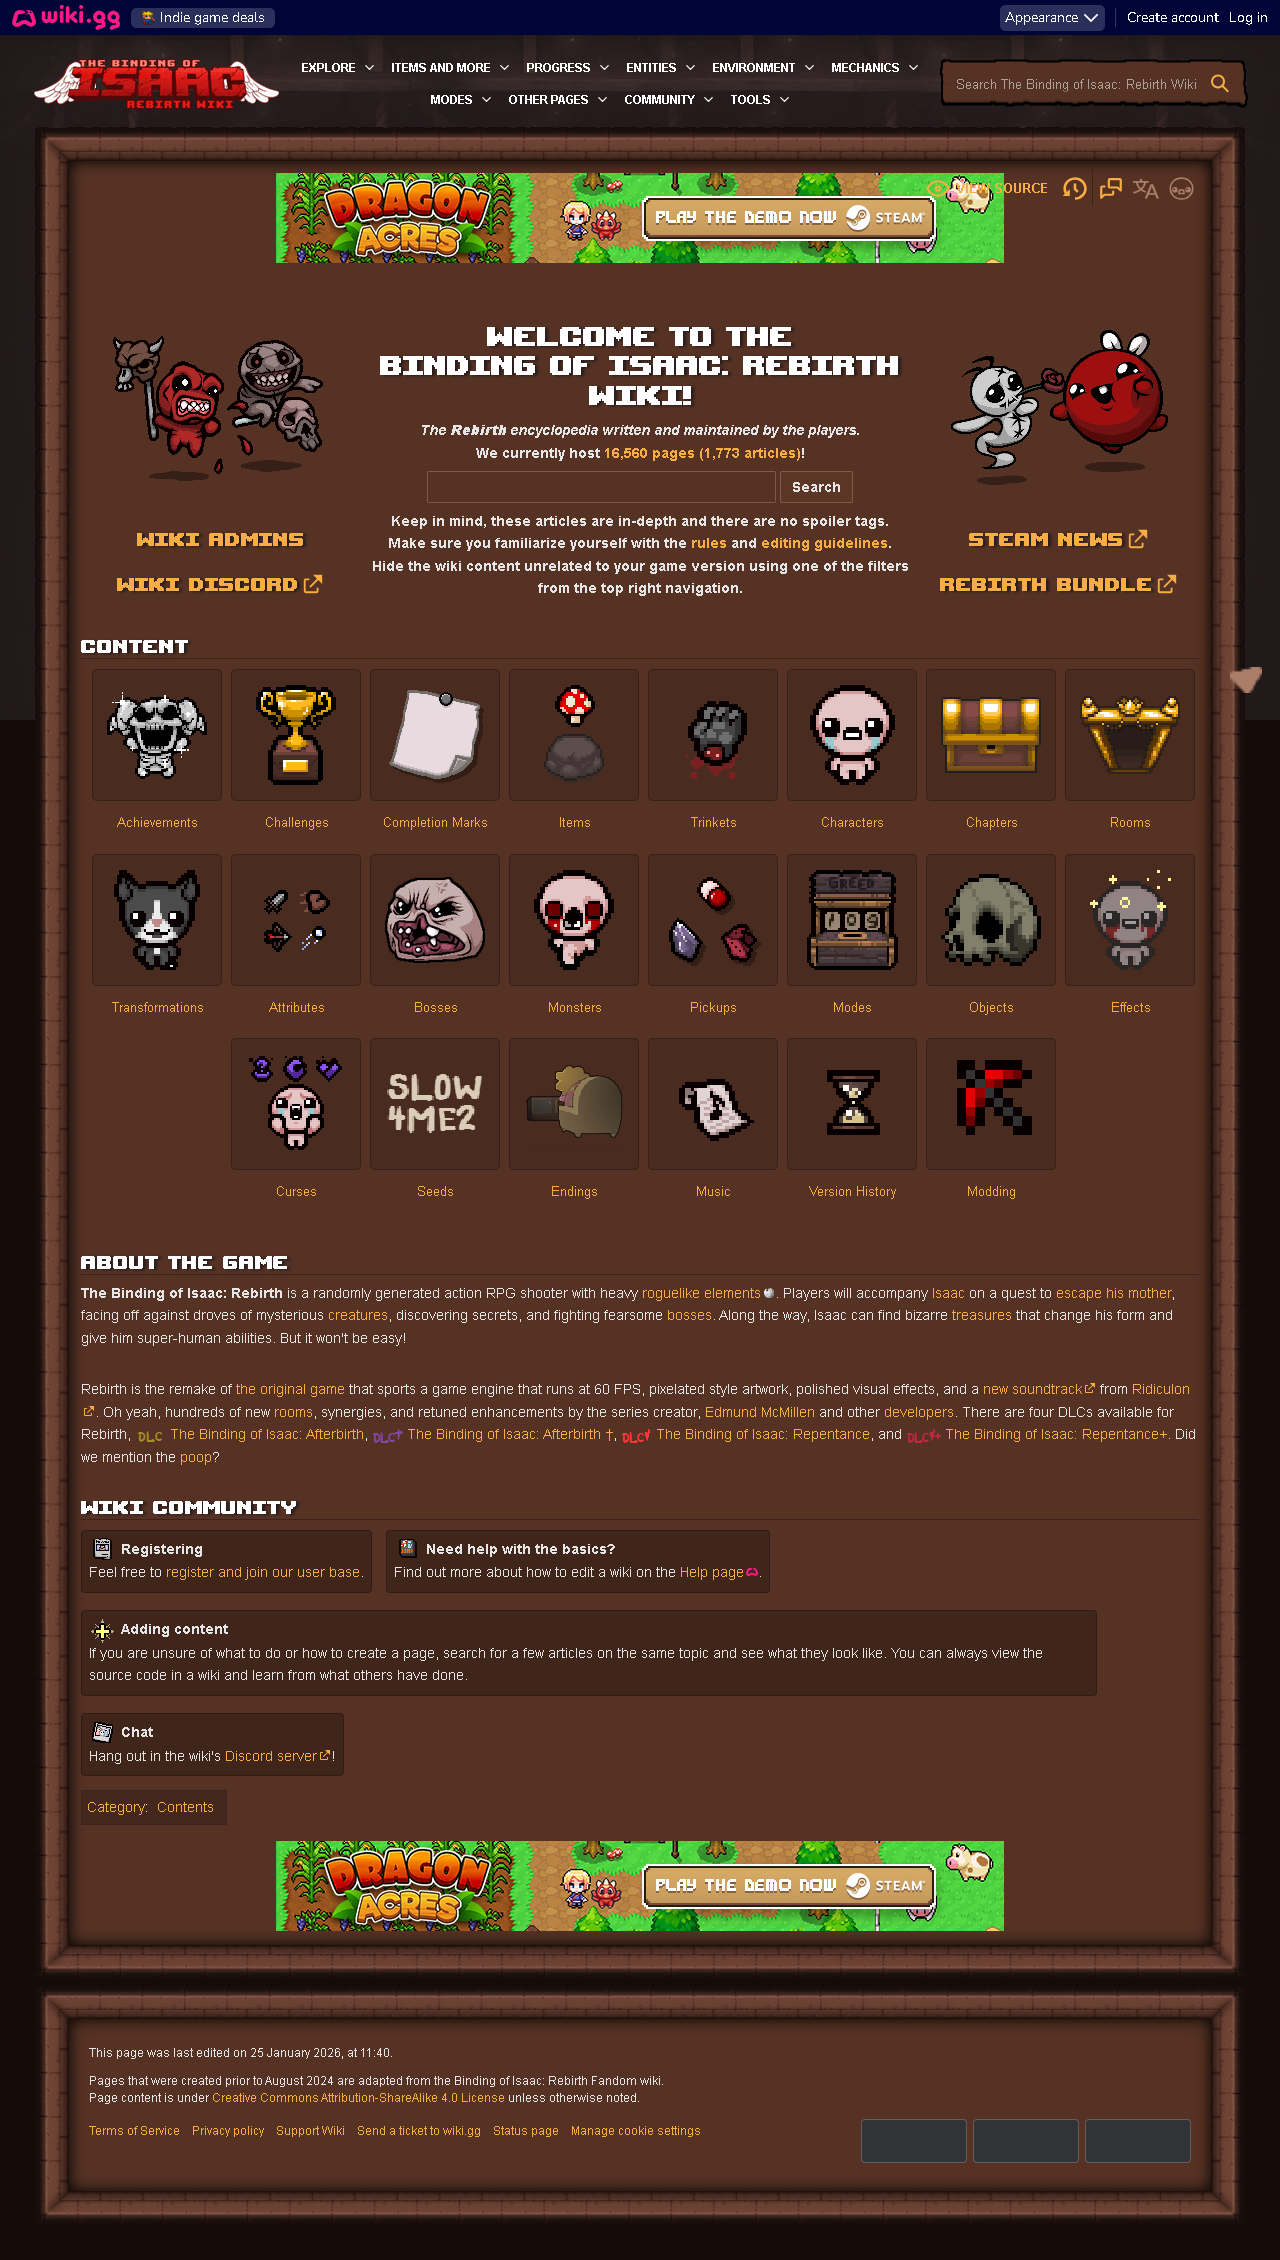 wiki.gg
Indie game deals
Appearance
Create account
Log in
THE BINDING OF
ISAAC
REBIRTH WIKI
EXPLORE
ITEMS AND MORE
PROGRESS
ENTITIES
ENVIRONMENT
MECHANICS
MODES
OTHER PAGES
COMMUNITY
TOOLS
Search The Binding of Isaac: Rebirth Wiki
DRAGON
ACRES
PLAY THE DEMO NOW
STEAM
VIEW SOURCE
WELCOME TO THE
BINDING OF ISAAC: REBIRTH
WIKI!
The Rebirth encyclopedia written and maintained by the players.
We currently host 16,560 pages (1,773 articles)!
Search
Keep in mind, these articles are in-depth and there are no spoiler tags.
Make sure you familiarize yourself with the rules and editing guidelines.
Hide the wiki content unrelated to your game version using one of the filters
from the top right navigation.
WIKI ADMINS
WIKI DISCORD
STEAM NEWS
REBIRTH BUNDLE
CONTENT
Achievements
Challenges
Completion Marks
Items
Trinkets
Characters
Chapters
Rooms
GREED
109
Transformations
Attributes
Bosses
Monsters
Pickups
Modes
Objects
Effects
SLOW
4ME2
Curses
Seeds
Endings
Music
Version History
Modding
ABOUT THE GAME
The Binding of Isaac: Rebirth is a randomly generated action RPG shooter with heavy roguelike elements. Players will accompany Isaac on a quest to escape his mother,
facing off against droves of mysterious creatures, discovering secrets, and fighting fearsome bosses. Along the way, Isaac can find bizarre treasures that change his form and
give him super-human abilities. But it won't be easy!
Rebirth is the remake of the original game that sports a game engine that runs at 60 FPS, pixelated style artwork, polished visual effects, and a new soundtrack from Ridiculon
. Oh yeah, hundreds of new rooms, synergies, and retuned enhancements by the series creator, Edmund McMillen and other developers. There are four DLCs available for
Rebirth, DLC The Binding of Isaac: Afterbirth, DLC† The Binding of Isaac: Afterbirth †, DLC The Binding of Isaac: Repentance, and DLC+ The Binding of Isaac: Repentance+. Did
we mention the poop?
WIKI COMMUNITY
Registering
Feel free to register and join our user base.
Need help with the basics?
Find out more about how to edit a wiki on the Help page.
Adding content
If you are unsure of what to do or how to create a page, search for a few articles on the same topic and see what they look like. You can always view the
source code in a wiki and learn from what others have done.
Chat
Hang out in the wiki's Discord server!
Category: Contents
DRAGON
ACRES
PLAY THE DEMO NOW
STEAM
This page was last edited on 25 January 2026, at 11:40.
Pages that were created prior to August 2024 are adapted from the Binding of Isaac: Rebirth Fandom wiki.
Page content is under Creative Commons Attribution-ShareAlike 4.0 License unless otherwise noted.
Terms of Service
Privacy policy
Support Wiki
Send a ticket to wiki.gg
Status page
Manage cookie settings